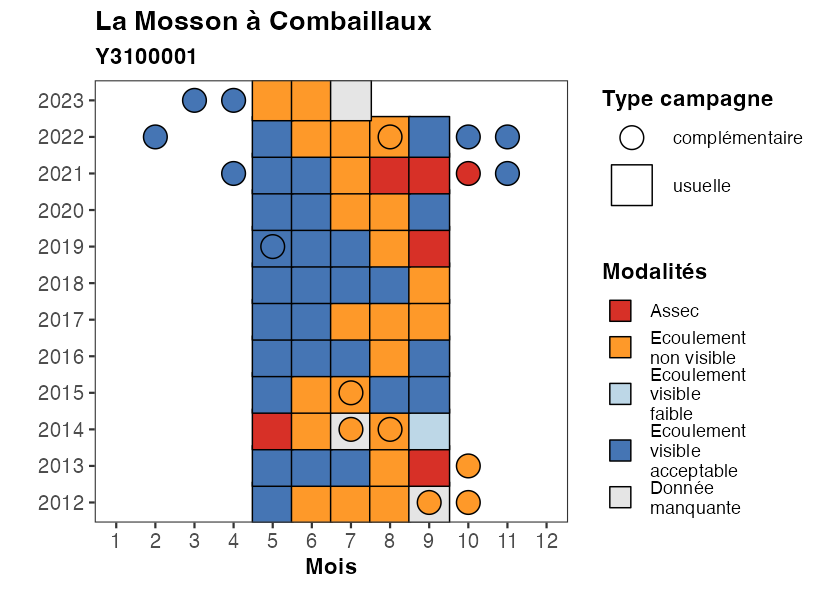 La Mosson à Combaillaux
Y3100001
2023
2022
2021
2020
2019
2018
2017
2016
2015
2014
2013
2012
1 2 3 4 5 6 7 8 9 10 11 12
Mois
Type campagne
complémentaire
usuelle
Modalités
Assec
Ecoulement
non visible
Ecoulement
visible
faible
Ecoulement
visible
acceptable
Donnée
manquante